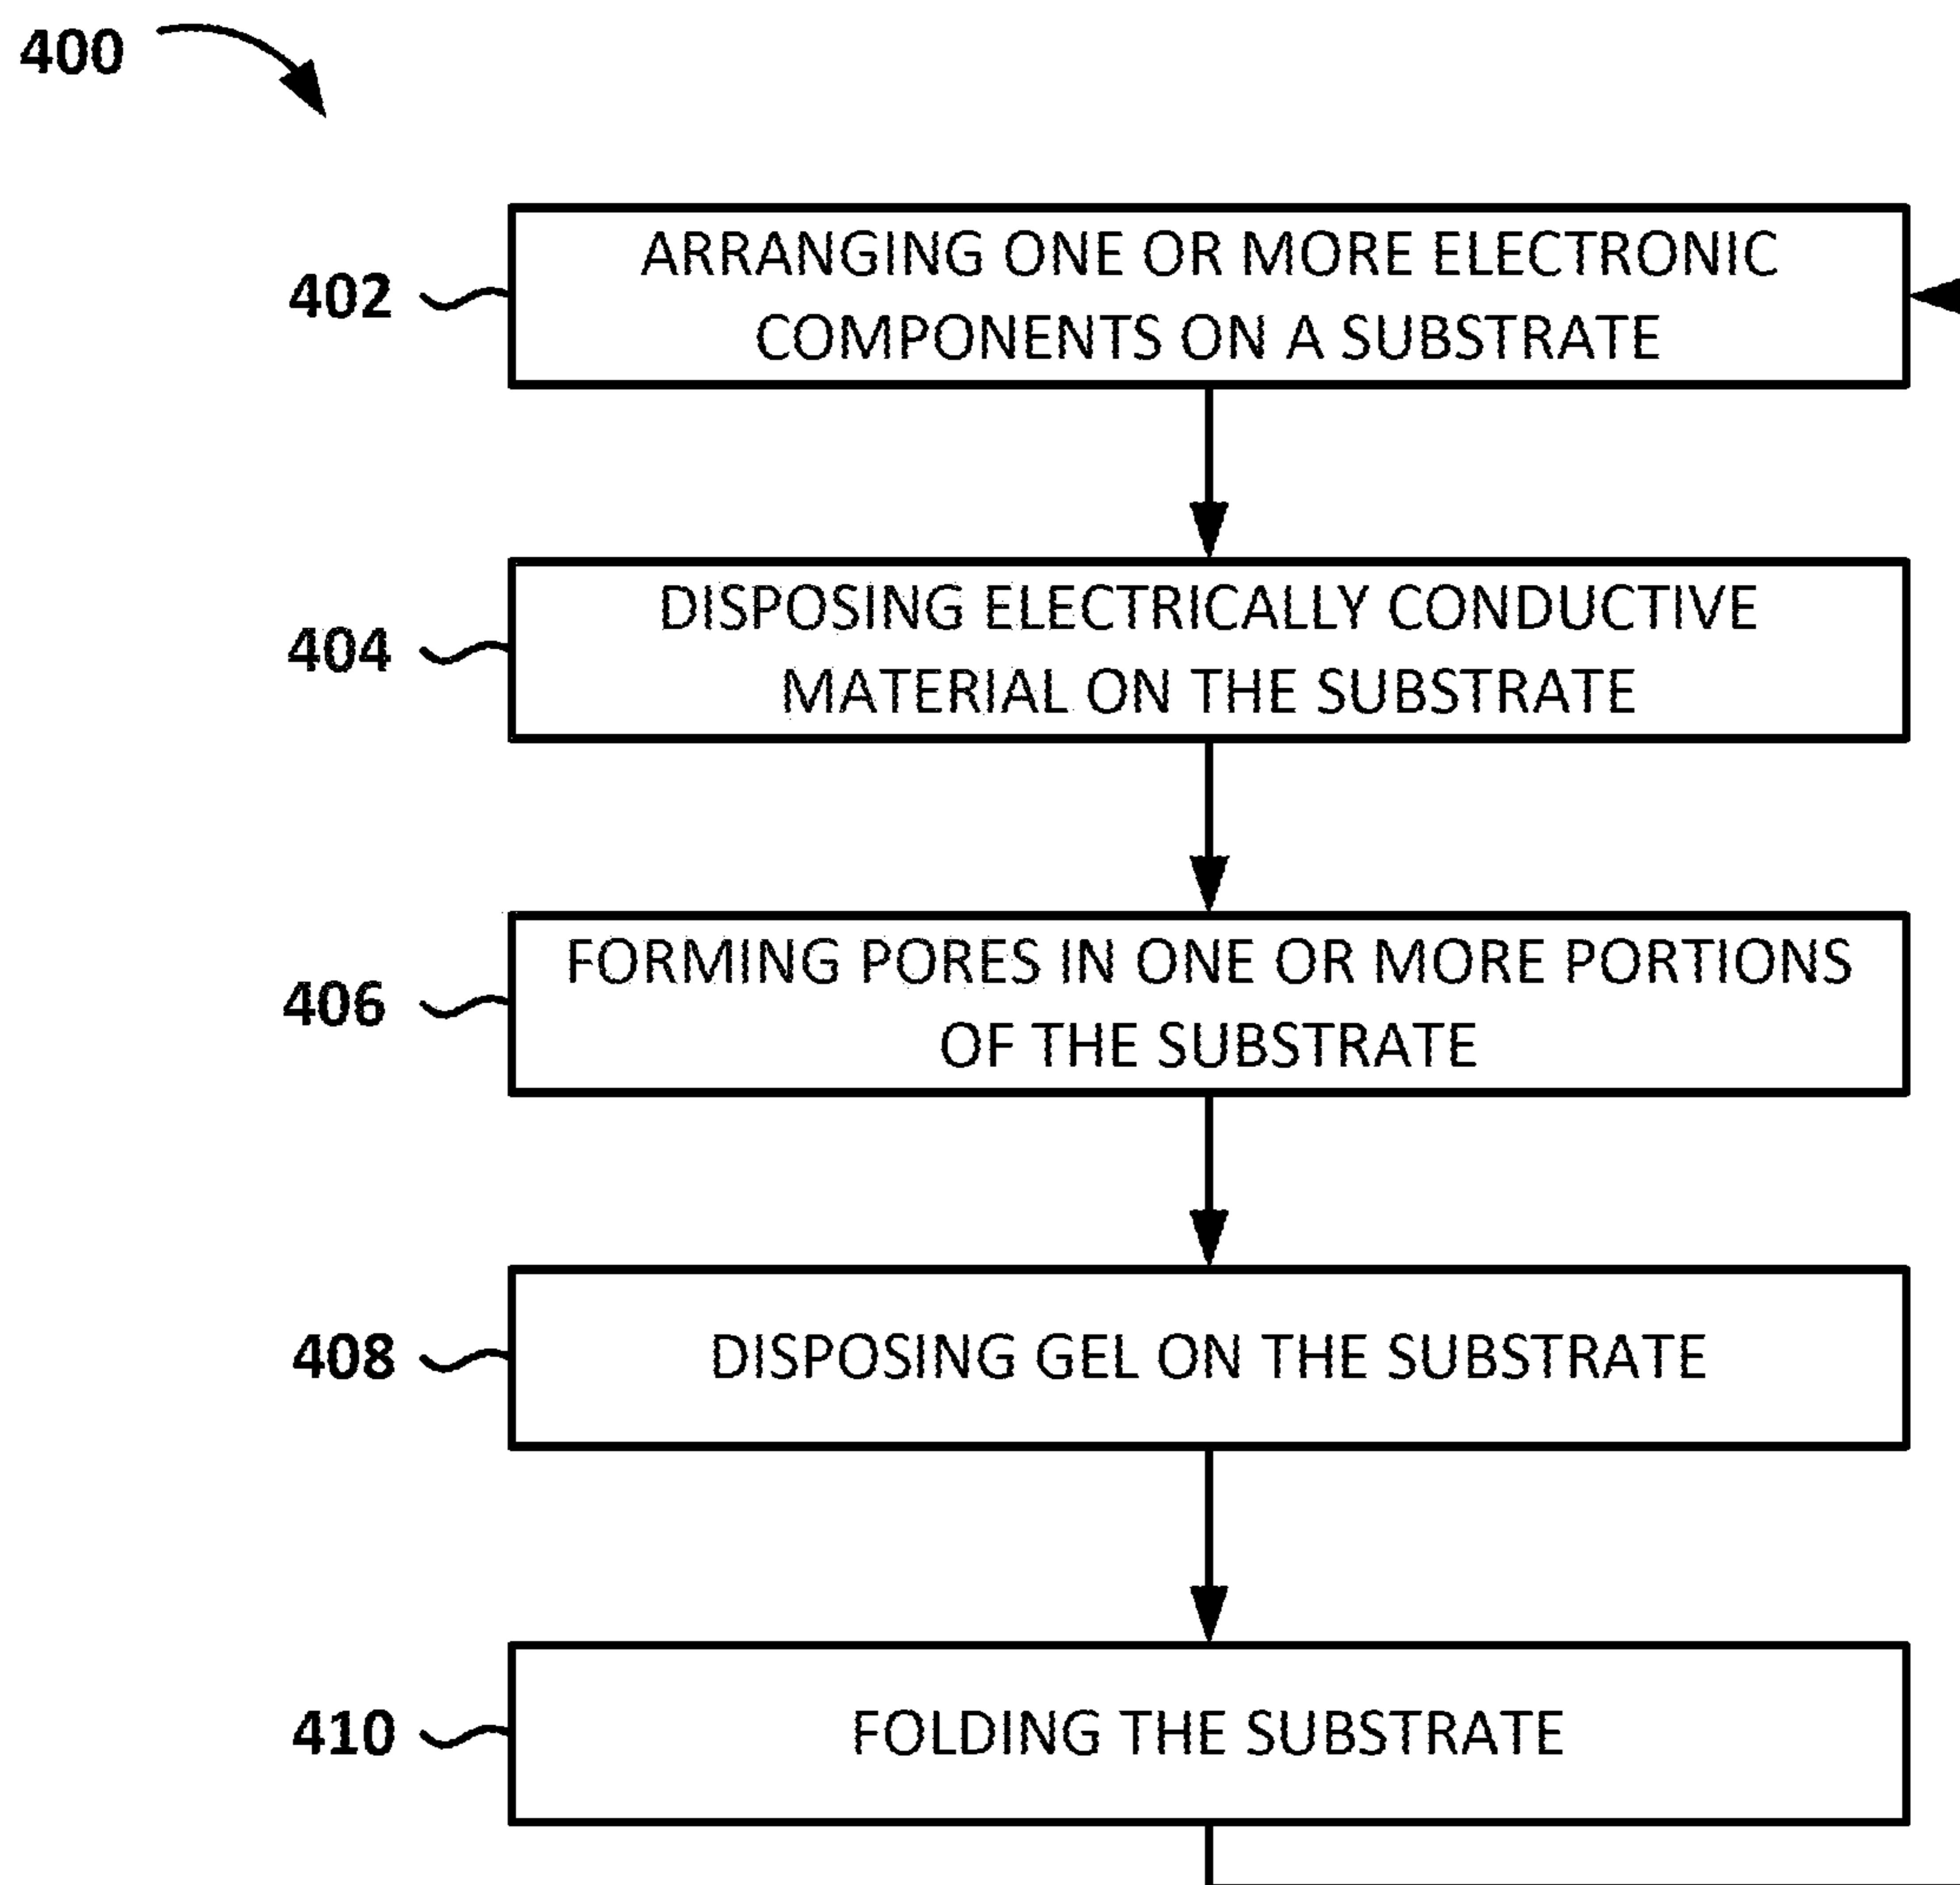 400
402
ARRANGING ONE OR MORE ELECTRONIC
COMPONENTS ON A SUBSTRATE
404
DISPOSING ELECTRICALLY CONDUCTIVE
MATERIAL ON THE SUBSTRATE
406
FORMING PORES IN ONE OR MORE PORTIONS
OF THE SUBSTRATE
408
DISPOSING GEL ON THE SUBSTRATE
410
FOLDING THE SUBSTRATE